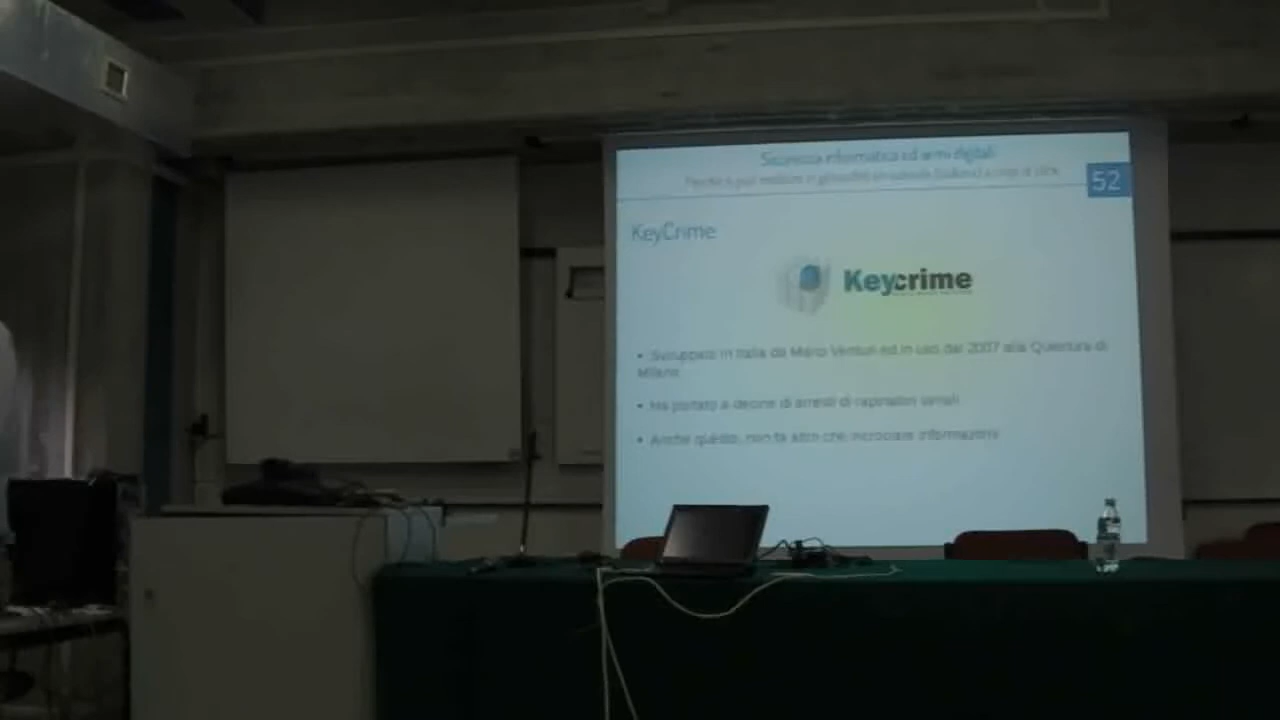 Sicurezza informatica ed armi digitali
52
KeyCrime
Keycrime
• Sviluppato in Italia da Mario Venturi ed in uso dal 2007 alla Questura di
Milano
• Ha portato a decine di arresti di rapinatori seriali
• Anche questo, non fa altro che incrociare informazioni